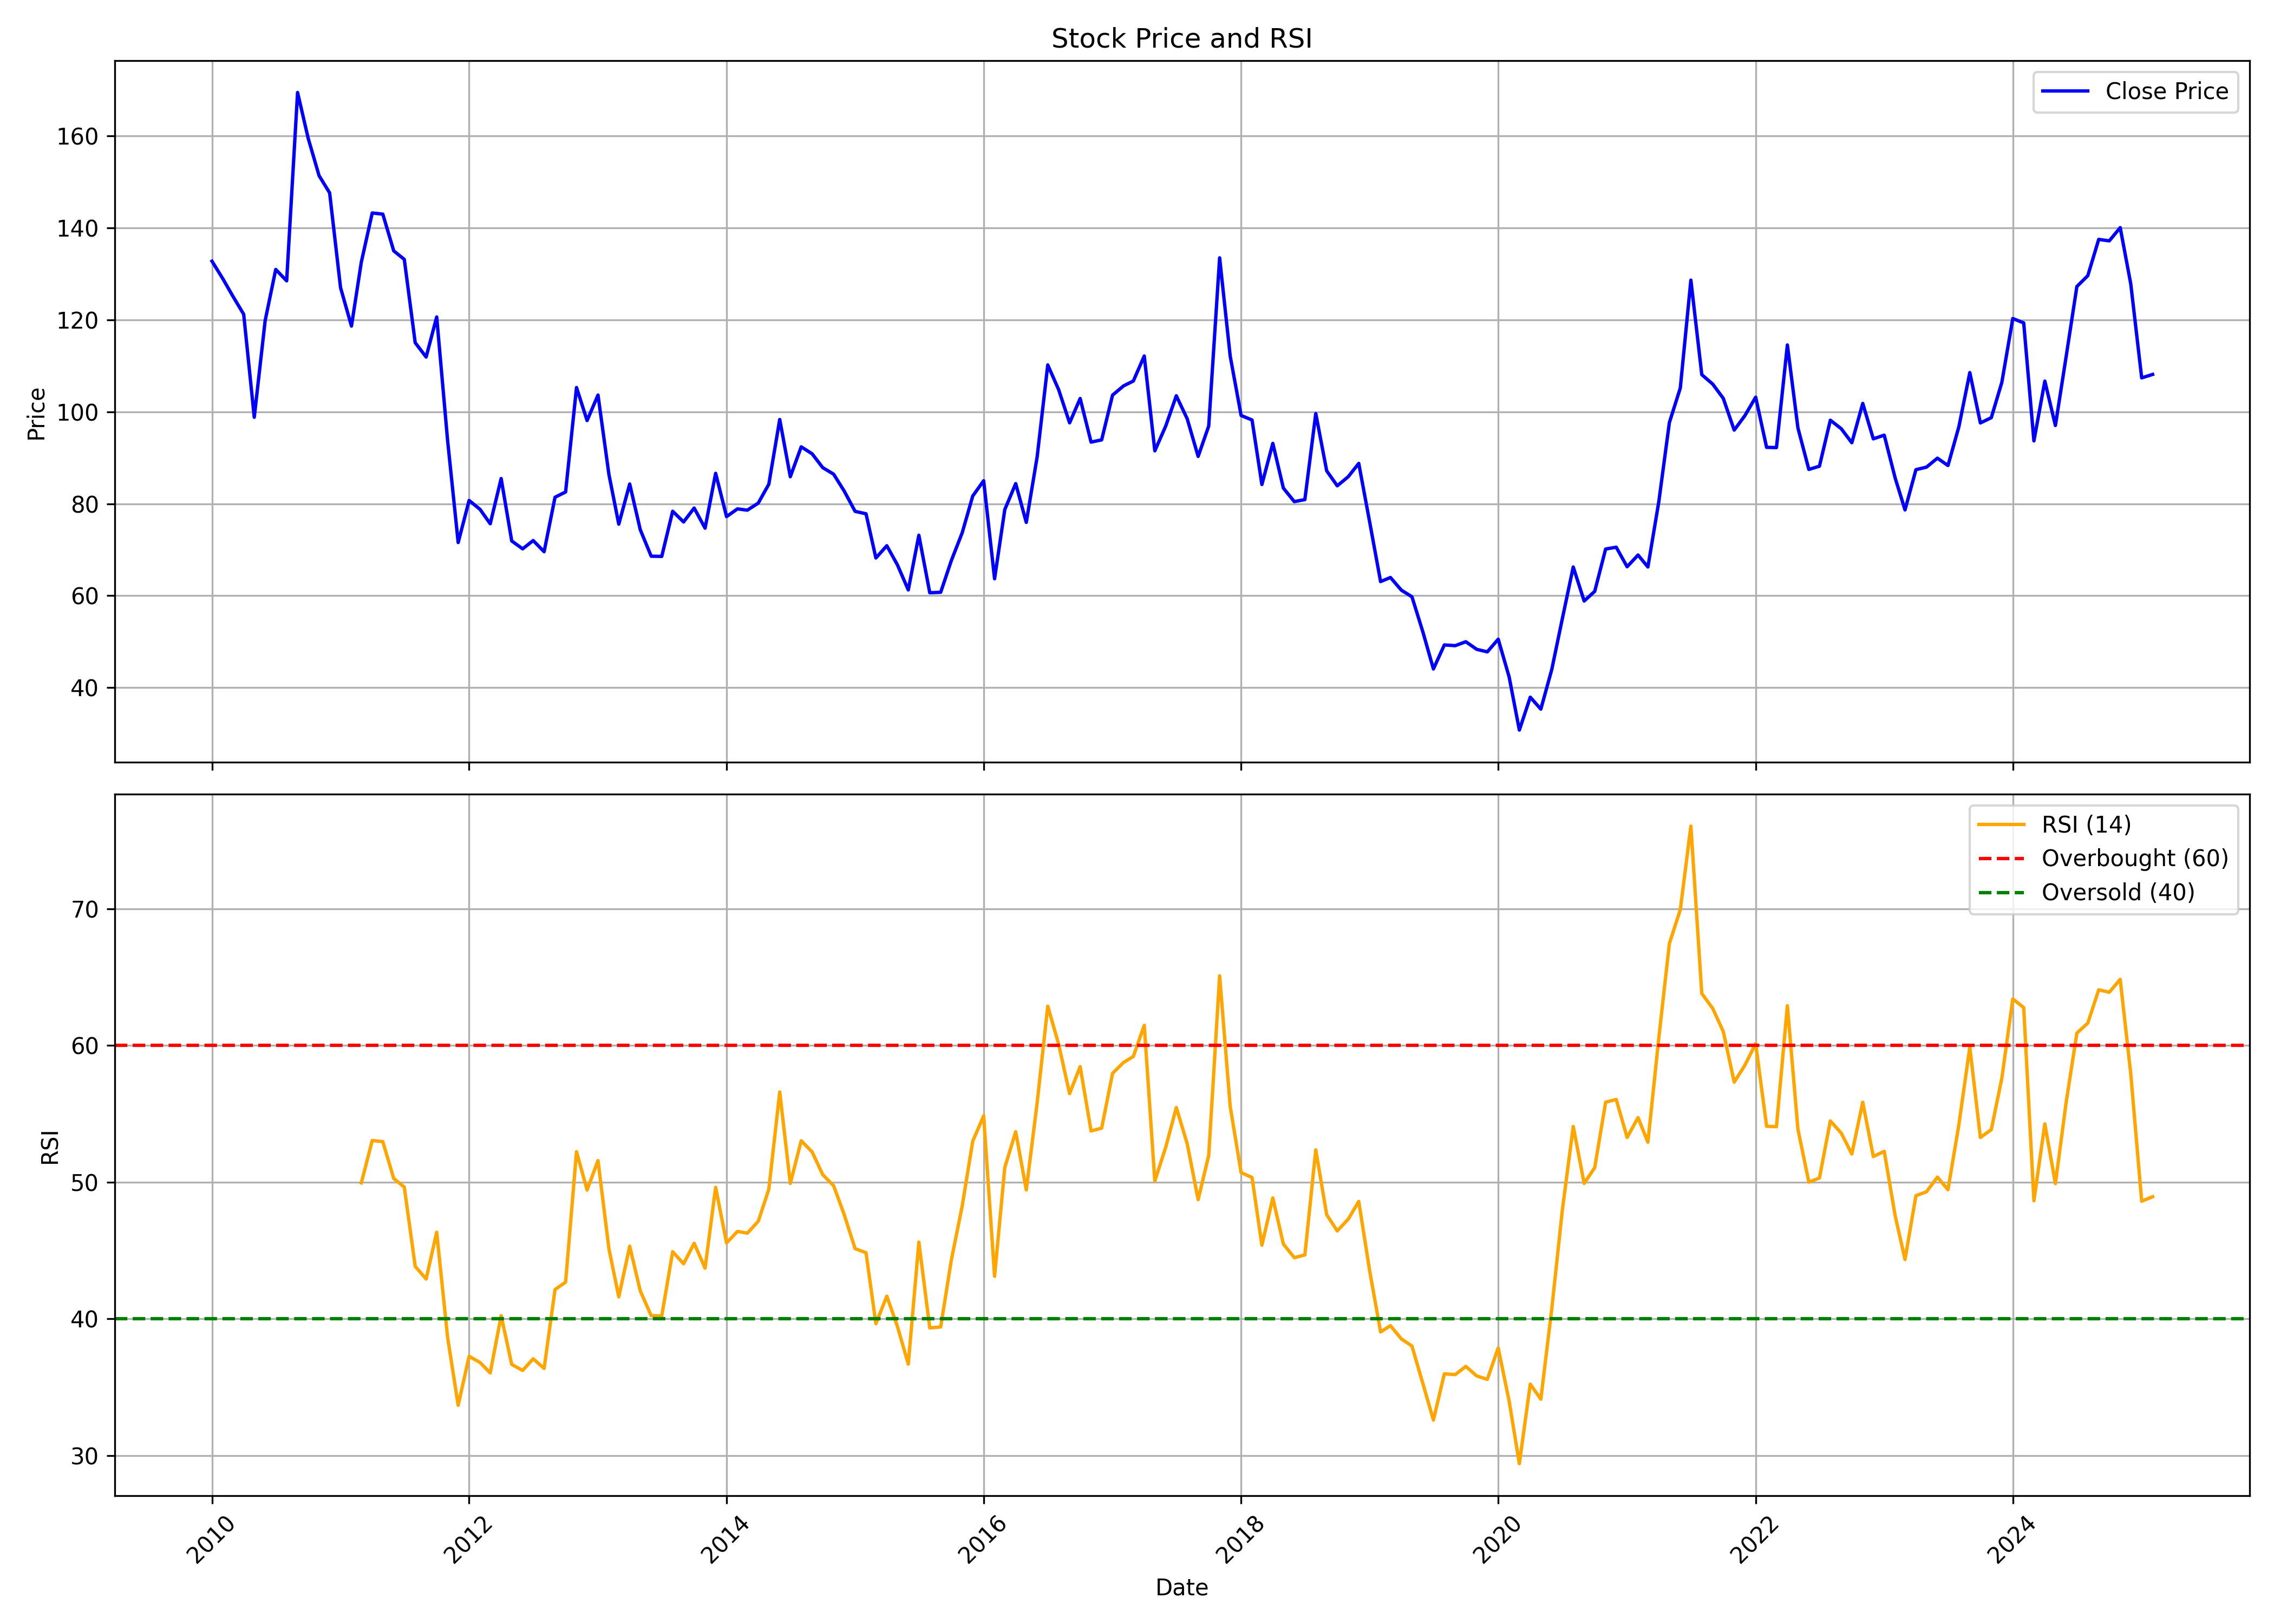 Stock Price and RSI
Close Price
160
140
120
100
80
60
40
Price
RSI (14)
Overbought (60)
Oversold (40)
70
60
50
40
30
RSI
2010
2012
2014
2016
2018
2020
2022
2024
Date